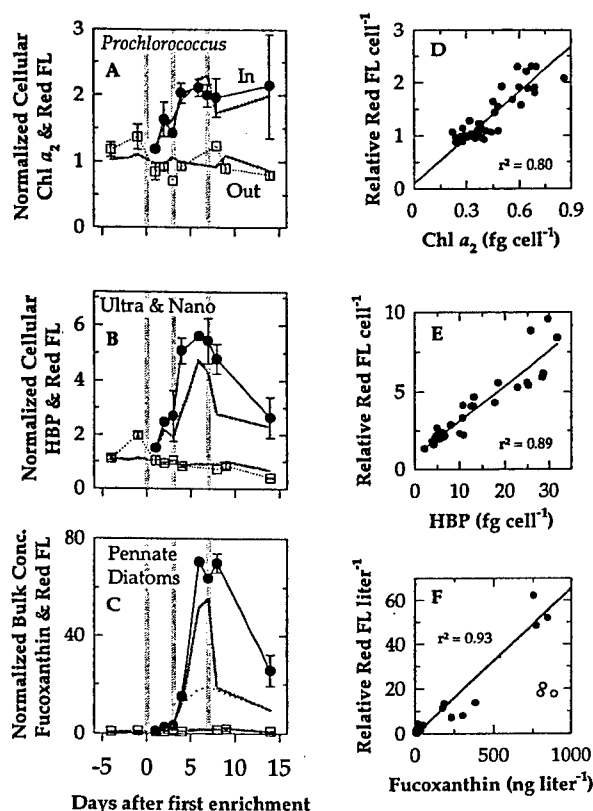 Normalized Cellular
Chl a₂ & Red FL
3
2
1
0
Prochlorococcus
A
In
Out
Normalized Cellular
HBP & Red FL
6
4
2
0
Ultra & Nano
B
Normalized Bulk Conc.
Fucoxanthin & Red FL
80
40
0
Pennate
Diatoms
C
-5 0 5 10 15
Days after first enrichment
Relative Red FL cell⁻¹
3
2
1
0
D
r² = 0.80
0 0.3 0.6 0.9
Chl a₂ (fg cell⁻¹)
Relative Red FL cell⁻¹
10
5
0
E
r² = 0.89
0 10 20 30
HBP (fg cell⁻¹)
Relative Red FL liter⁻¹
60
40
20
0
F
r² = 0.93
0 500 1000
Fucoxanthin (ng liter⁻¹)